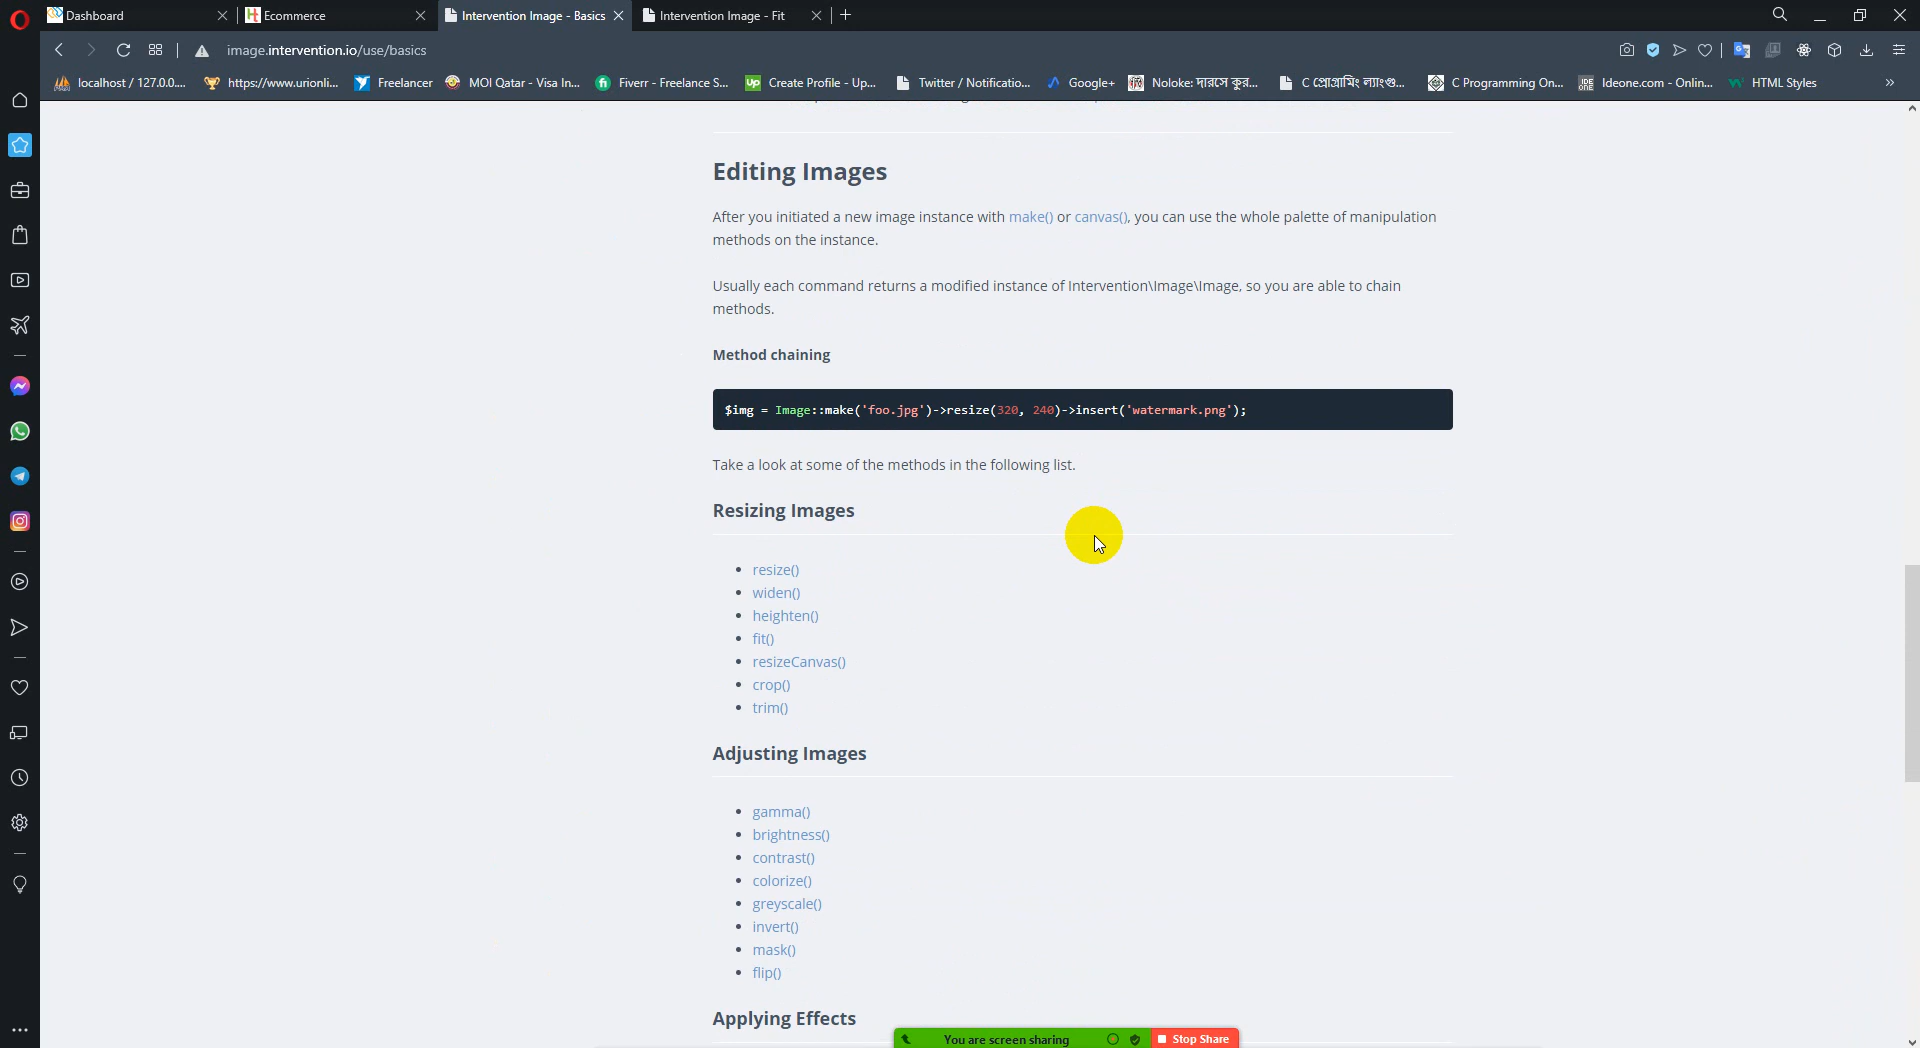 Dashboard
Ecommerce
Intervention Image - Basics
Intervention Image - Fit
image.intervention.io/use/basics
localhost / 127.0.0...
https://www.urionli...
Freelancer
MOI Qatar - Visa In...
Fiverr - Freelance S...
Create Profile - Up...
Twitter / Notificatio...
Google+
Noloke: দারসে কুর...
C প্রোগ্রামিং ল্যাংগু...
C Programming On...
Ideone.com - Onlin...
HTML Styles
Editing Images
After you initiated a new image instance with make() or canvas(), you can use the whole palette of manipulation
methods on the instance.
Usually each command returns a modified instance of Intervention\Image\Image, so you are able to chain
methods.
Method chaining
$img = Image::make('foo.jpg')->resize(320, 240)->insert('watermark.png');
Take a look at some of the methods in the following list.
Resizing Images
resize()
widen()
heighten()
fit()
resizeCanvas()
crop()
trim()
Adjusting Images
gamma()
brightness()
contrast()
colorize()
greyscale()
invert()
mask()
flip()
Applying Effects
You are screen sharing
Stop Share